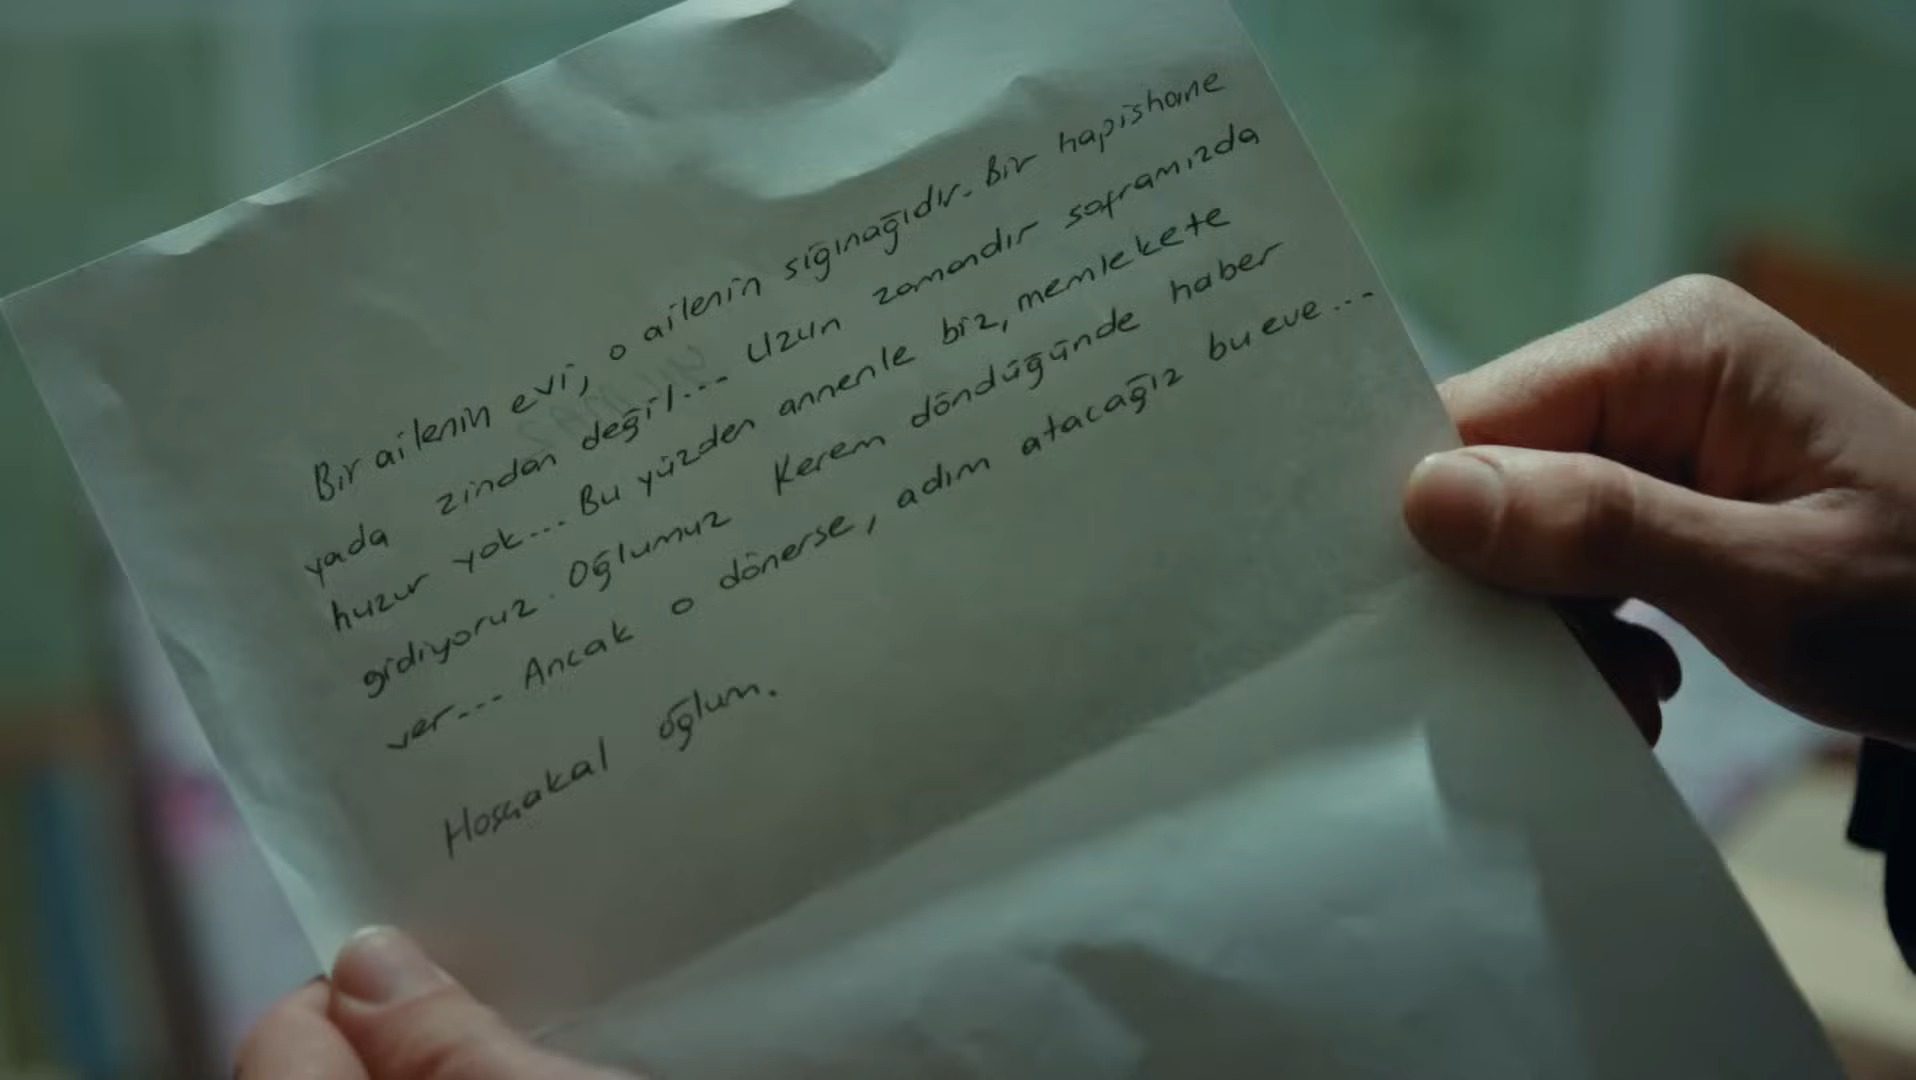 Bir ailenin evi, o ailenin sığınağıdır. Bir hapishane
yada zindan değil... Uzun zamandır soframızda
huzur yok... Bu yüzden annenle biz, memlekete
gidiyoruz. Oğlumuz Kerem döndüğünde haber
ver... Ancak o dönerse, adım atacağız bu eve...
Hoşçakal oğlum.